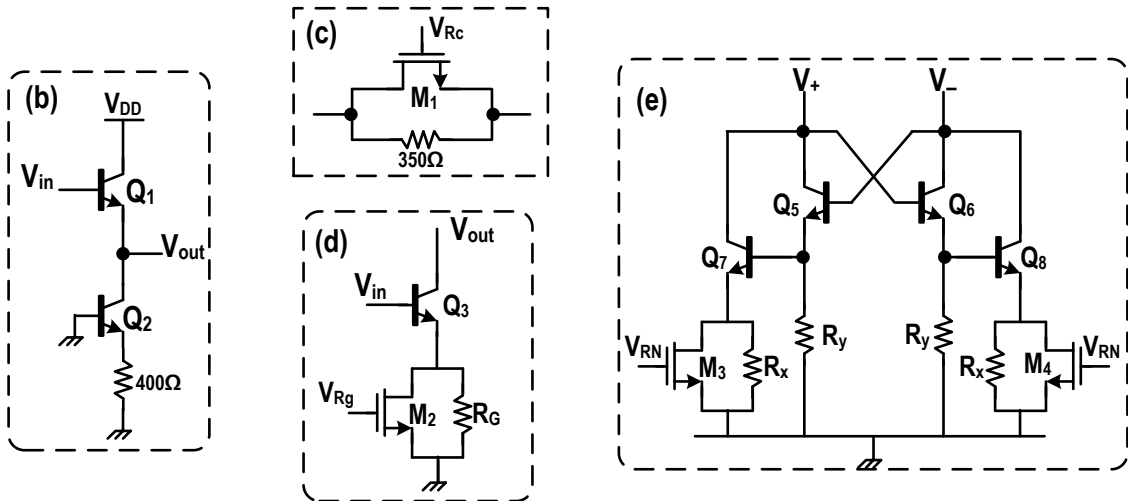 (b)
V_DD
V_in
Q_1
V_out
Q_2
400Ω
(c)
V_Rc
M_1
350Ω
(d)
V_out
V_in
Q_3
V_Rg
M_2
R_G
(e)
V_+
V_–
Q_5
Q_6
Q_7
Q_8
R_y
R_y
V_RN
M_3
R_x
R_x
M_4
V_RN